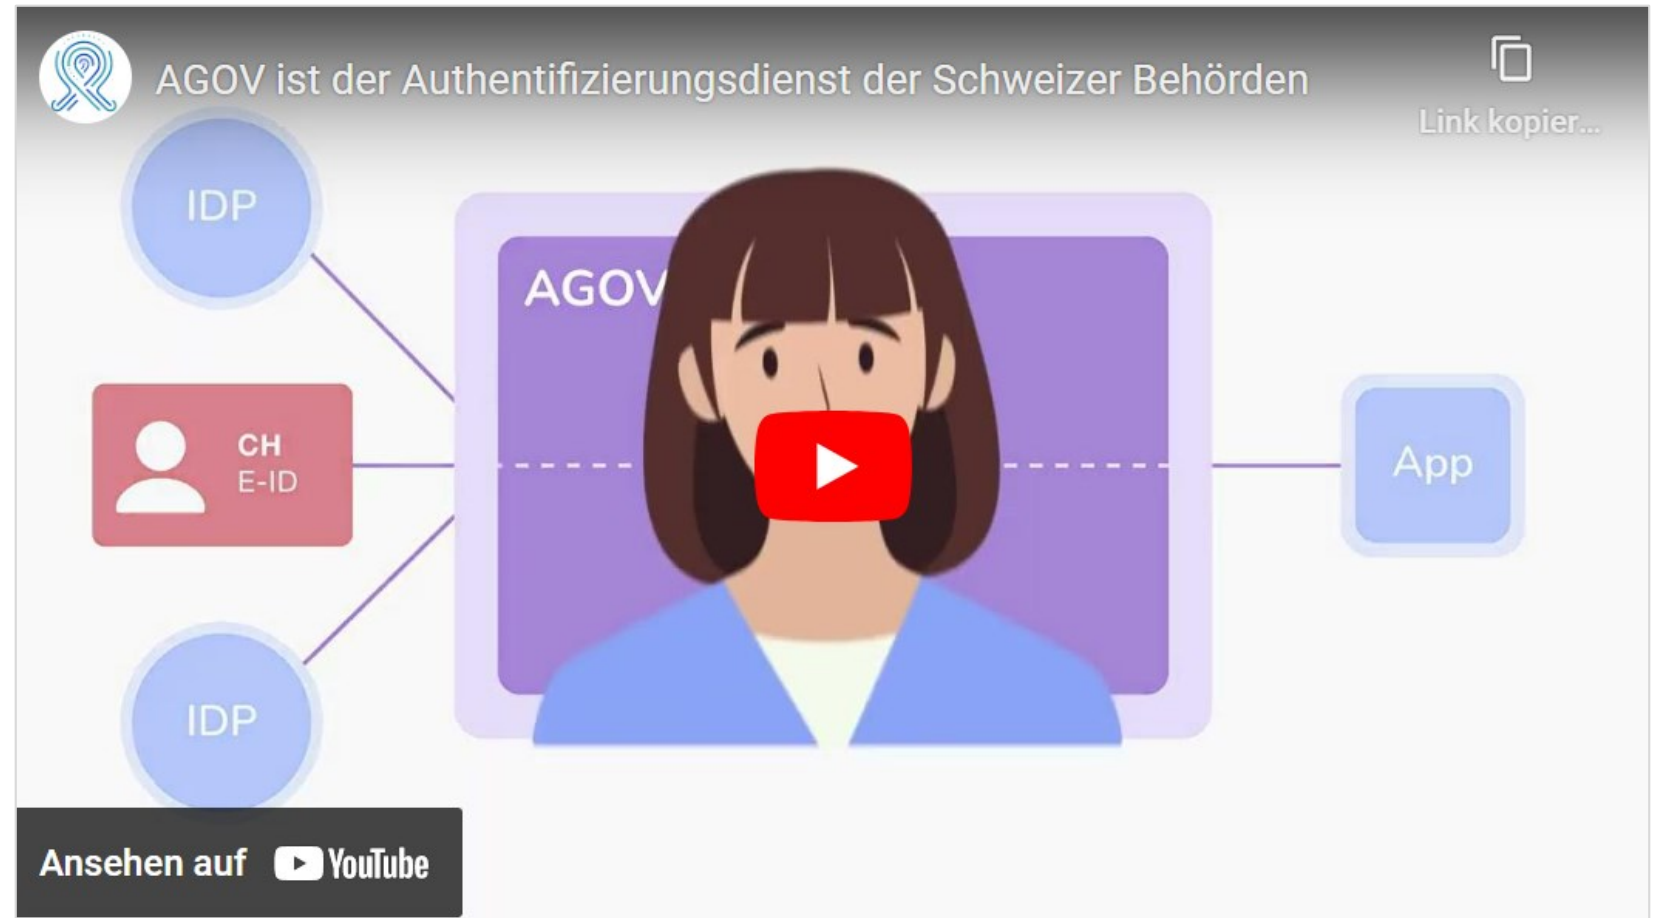 AGOV ist der Authentifizierungsdienst der Schweizer Behörden
Link kopier...
IDP
AGOV
CH
E-ID
App
IDP
Ansehen auf YouTube